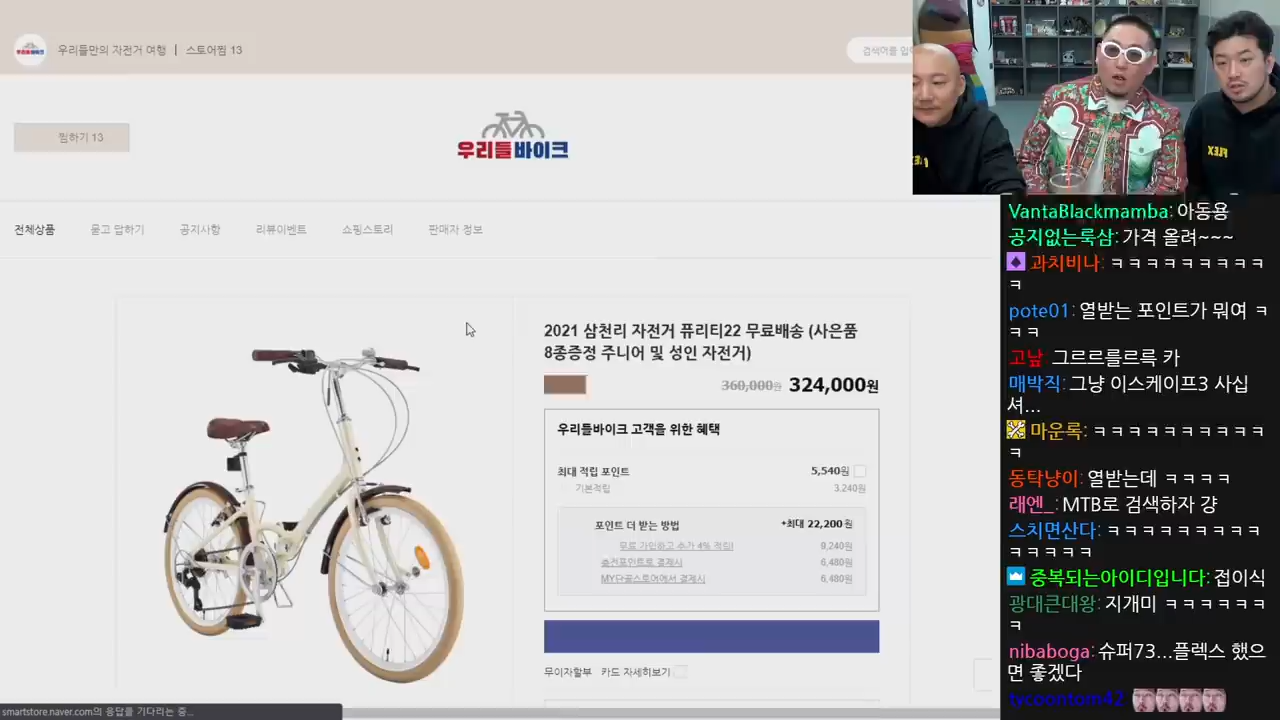 우리들만의 자전거 여행 | 스토어찜 13
찜하기 13
우리들바이크
전체상품 묻고 답하기 공지사항 리뷰이벤트 쇼핑스토리 판매자 정보
2021 삼천리 자전거 퓨리티22 무료배송 (사은품
8종증정 주니어 및 성인 자전거)
360,000원 324,000원
우리들바이크 고객을 위한 혜택
최대 적립 포인트 5,540원
기본적립 3,240원
포인트 더 받는 방법 +최대 22,200원
무료 가입하고 추가 4% 적립! 9,240원
충전포인트로 결제시 6,480원
MY단골스토어에서 결제시 6,480원
무이자할부 카드 자세히보기
smartstore.naver.com의 응답을 기다리는 중...
FLEX
VantaBlackmamba: 아동용
공지없는룩삼: 가격 올려~~~
과치비나: ㅋㅋㅋㅋㅋㅋㅋㅋㅋ
ㅋ
pote01: 열받는 포인트가 뭐여 ㅋ
ㅋㅋ
고낲 그르르를르륵 카
매박직: 그냥 이스케이프3 사십
셔...
마운록: ㅋㅋㅋㅋㅋㅋㅋㅋㅋㅋ
ㅋ
동탁냥이: 열받는데 ㅋㅋㅋㅋ
래엔_: MTB로 검색하자 걍
스치면산다: ㅋㅋㅋㅋㅋㅋㅋㅋㅋ
ㅋㅋㅋㅋㅋ
중복되는아이디입니다: 접이식
광대큰대왕: 지개미 ㅋㅋㅋㅋㅋㅋ
ㅋ
nibaboga: 슈퍼73...플렉스 했으
면 좋겠다
tycoontom42